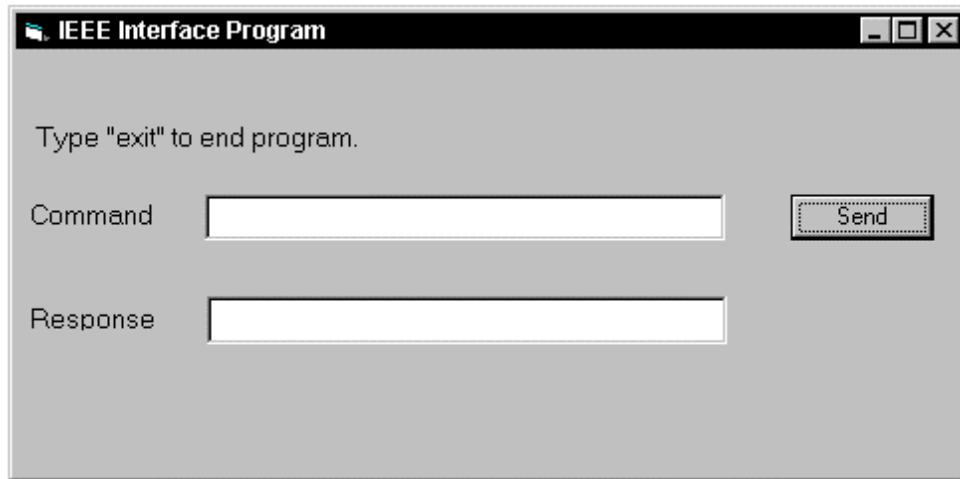 IEEE Interface Program
Type "exit" to end program.
Command
Send
Response